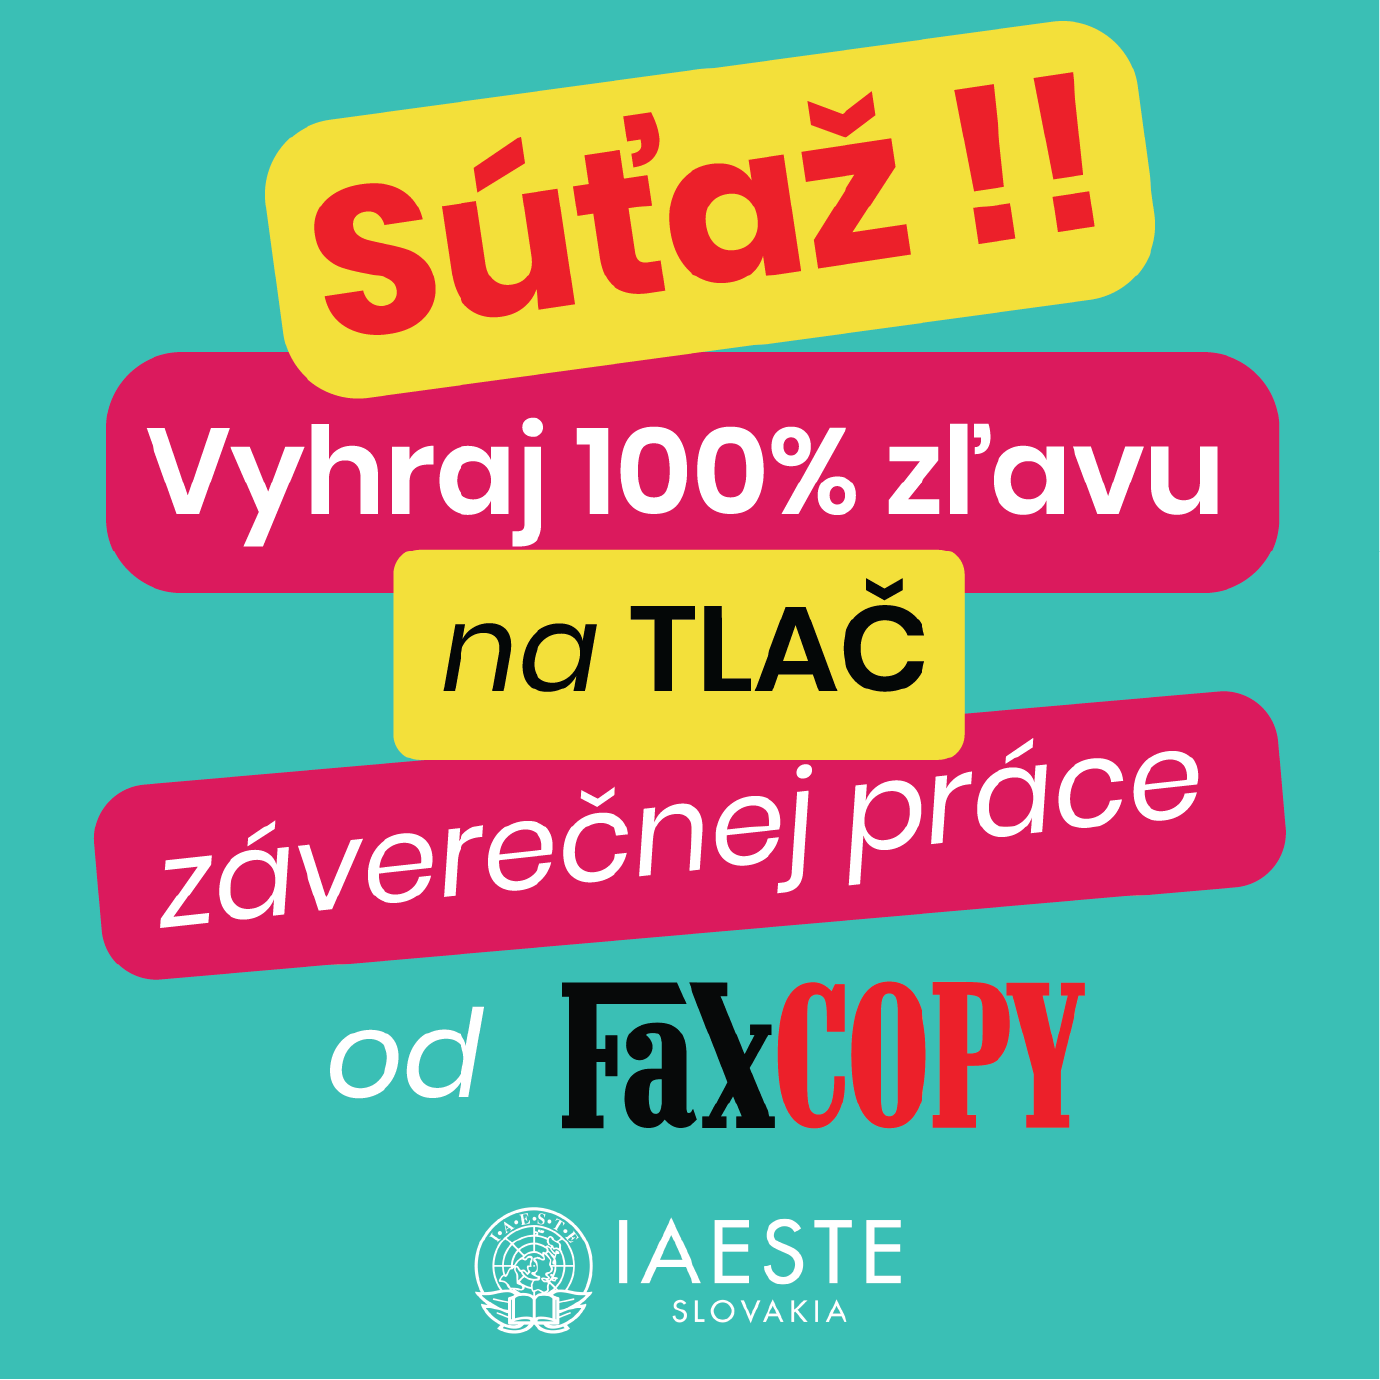 Súťaž !!
Vyhraj 100% zľavu
na TLAČ
záverečnej práce
od FaxCOPY
I•A•E•S•T•E
IAESTE
SLOVAKIA